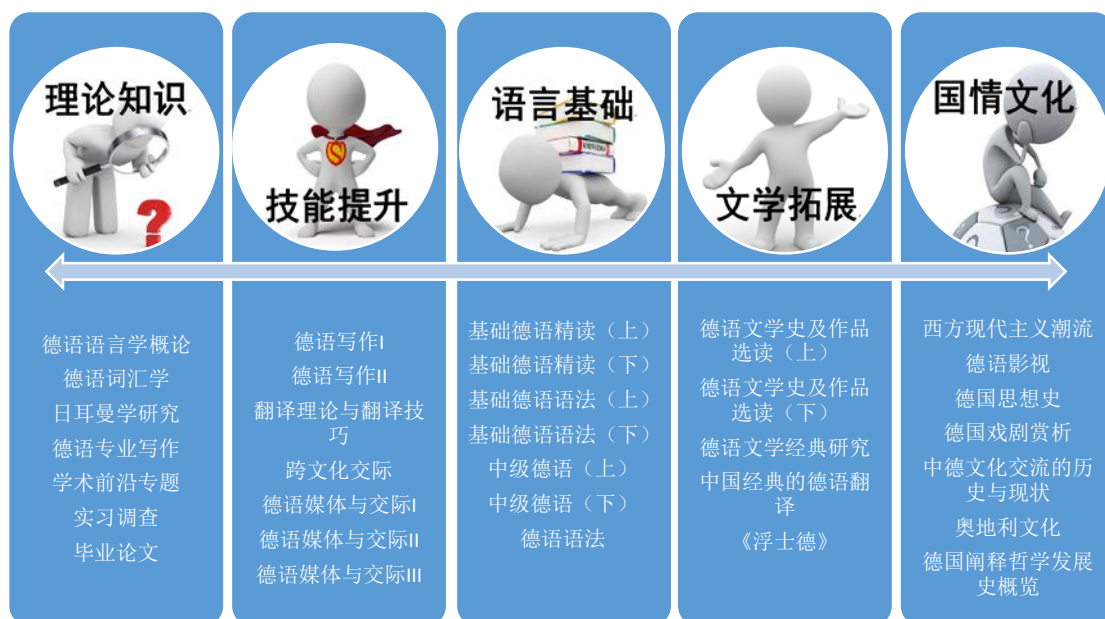 理论知识
德语语言学概论
德语词汇学
日耳曼学研究
德语专业写作
学术前沿专题
实习调查
毕业论文
S
技能提升
德语写作I
德语写作II
翻译理论与翻译技
巧
跨文化交际
德语媒体与交际I
德语媒体与交际II
德语媒体与交际III
语言基础
基础德语精读（上）
基础德语精读（下）
基础德语语法（上）
基础德语语法（下）
中级德语（上）
中级德语（下）
德语语法
文学拓展
德语文学史及作品
选读（上）
德语文学史及作品
选读（下）
德语文学经典研究
中国经典的德语翻
译
《浮士德》
国情文化
西方现代主义潮流
德语影视
德国思想史
德国戏剧赏析
中德文化交流的历
史与现状
奥地利文化
德国阐释哲学发展
史概览